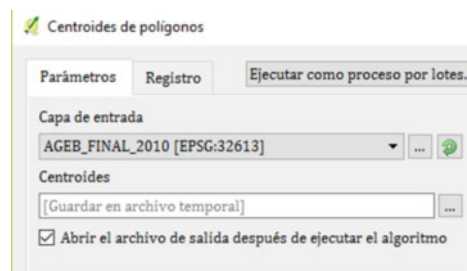 Centroides de polígonos
Parámetros Registro Ejecutar como proceso por lotes.
Capa de entrada
AGEB_FINAL_2010 [EPSG:32613] ...
Centroides
[Guardar en archivo temporal] ...
Abrir el archivo de salida después de ejecutar el algoritmo